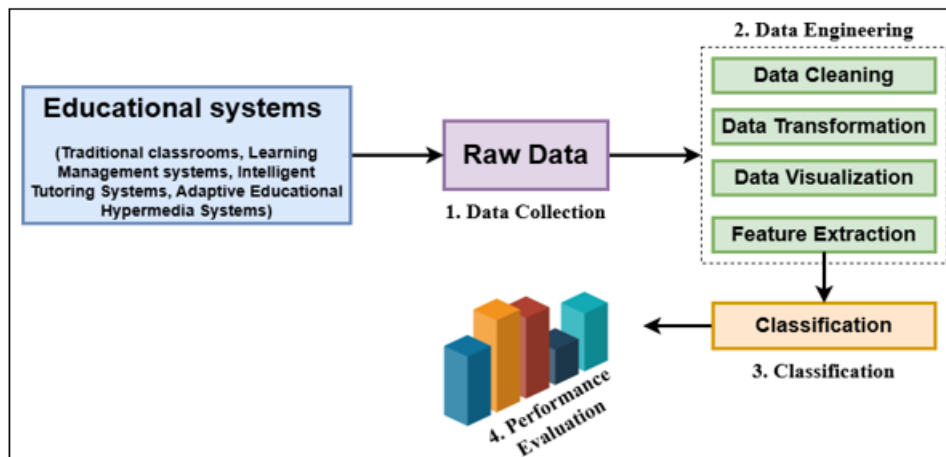 2. Data Engineering
Data Cleaning
Educational systems
(Traditional classrooms, Learning
Management systems, Intelligent
Tutoring Systems, Adaptive Educational
Hypermedia Systems)
Raw Data
1. Data Collection
Data Transformation
Data Visualization
Feature Extraction
Classification
3. Classification
4. Performance
Evaluation